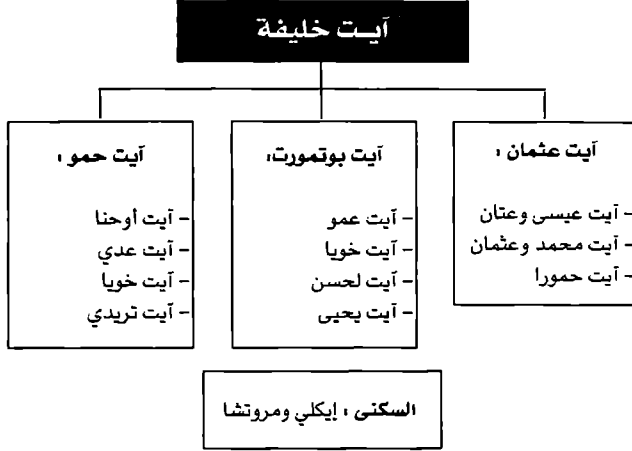 آيت خليفة
آيت عثمان :
- آيت عيسى وعتان
- آيت محمد وعثمان
- آيت حمورا
آيت بوتمورت:
- آيت عمو
- آيت خويا
- آيت لحسن
- آيت يحيى
آيت حمو :
- آيت أوحنا
- آيت عدي
- آيت خويا
- آيت تريدي
السكنى : إيكلي ومروتشا